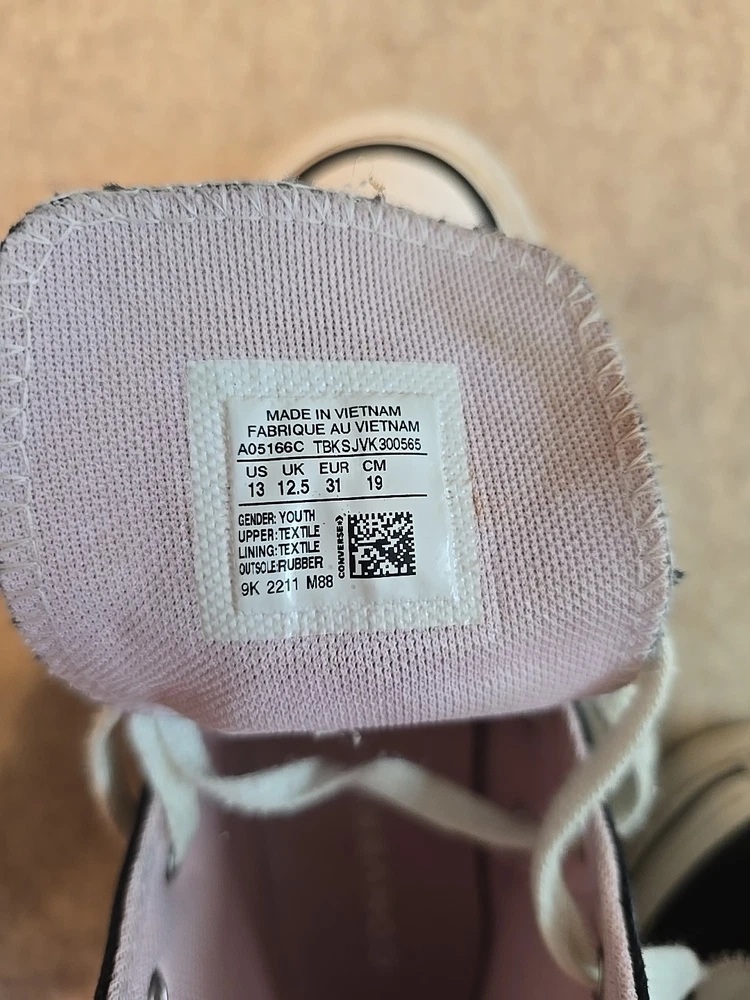 MADE IN VIETNAM
FABRIQUE AU VIETNAM
A05166C TBKSJVK300565
US UK EUR CM
13 12.5 31 19
GENDER: YOUTH
UPPER:TEXTILE
LINING:TEXTILE
OUTSOLE:RUBBER
CONVERSE
9K 2211 M88